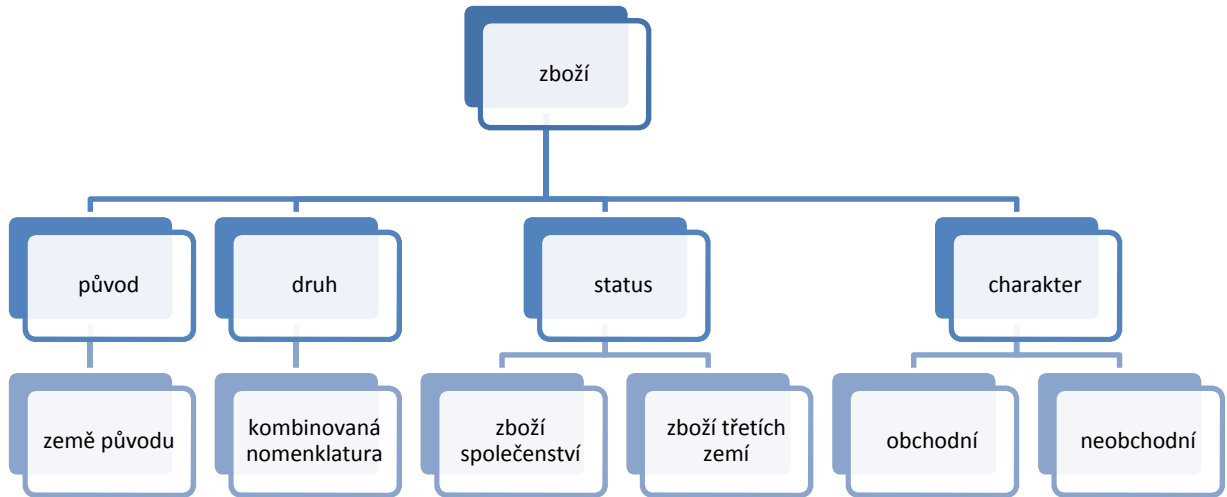 zboží
původ
druh
status
charakter
země původu
kombinovaná
nomenklatura
zboží
společenství
zboží třetích
zemí
obchodní
neobchodní